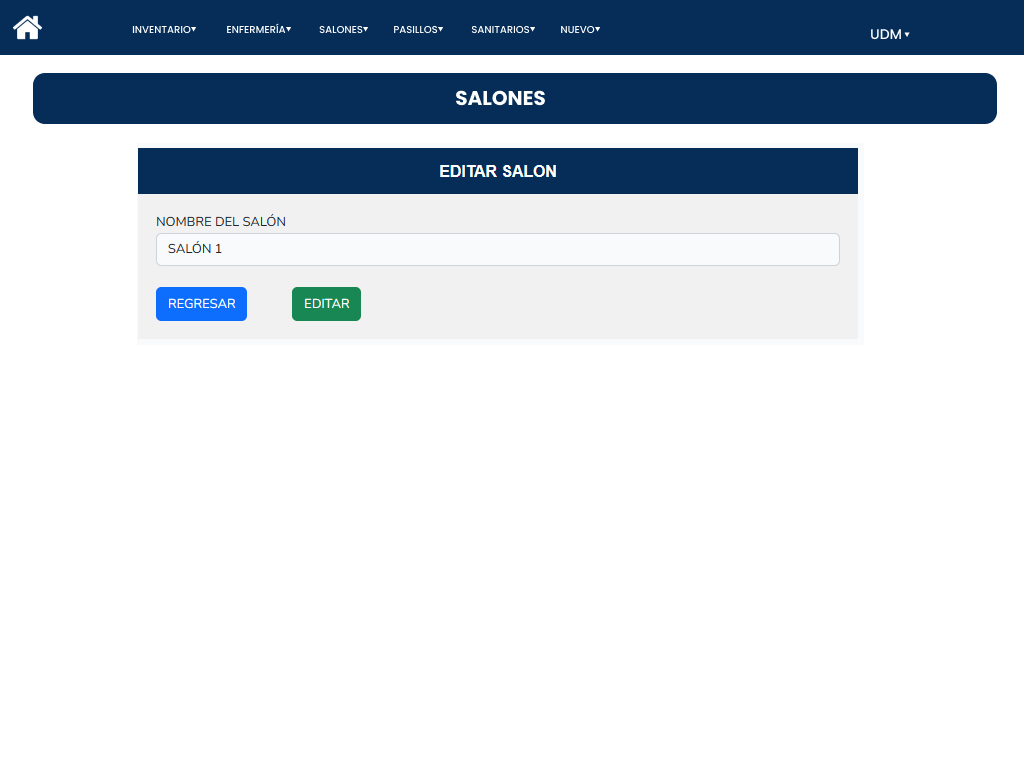 INVENTARIO▾ ENFERMERÍA▾ SALONES▾ PASILLOS▾ SANITARIOS▾ NUEVO▾ UDM ▾
SALONES
EDITAR SALON
NOMBRE DEL SALÓN
SALÓN 1
REGRESAR EDITAR